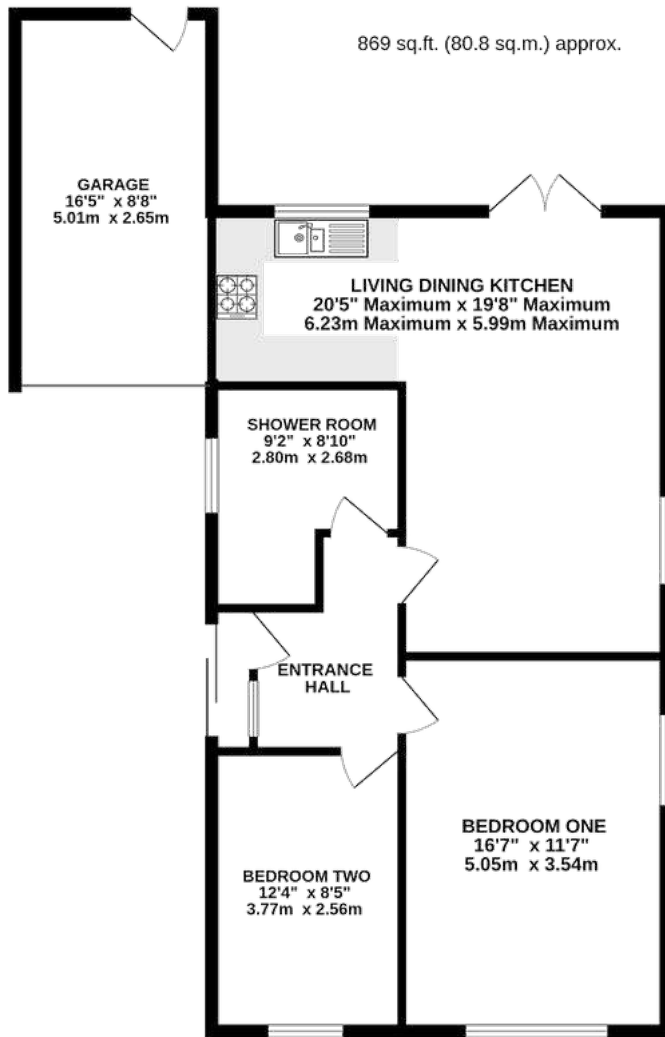 869 sq.ft. (80.8 sq.m.) approx.
GARAGE
16'5" x 8'8"
5.01m x 2.65m
LIVING DINING KITCHEN
20'5" Maximum x 19'8" Maximum
6.23m Maximum x 5.99m Maximum
SHOWER ROOM
9'2" x 8'10"
2.80m x 2.68m
ENTRANCE
HALL
BEDROOM ONE
16'7" x 11'7"
5.05m x 3.54m
BEDROOM TWO
12'4" x 8'5"
3.77m x 2.56m